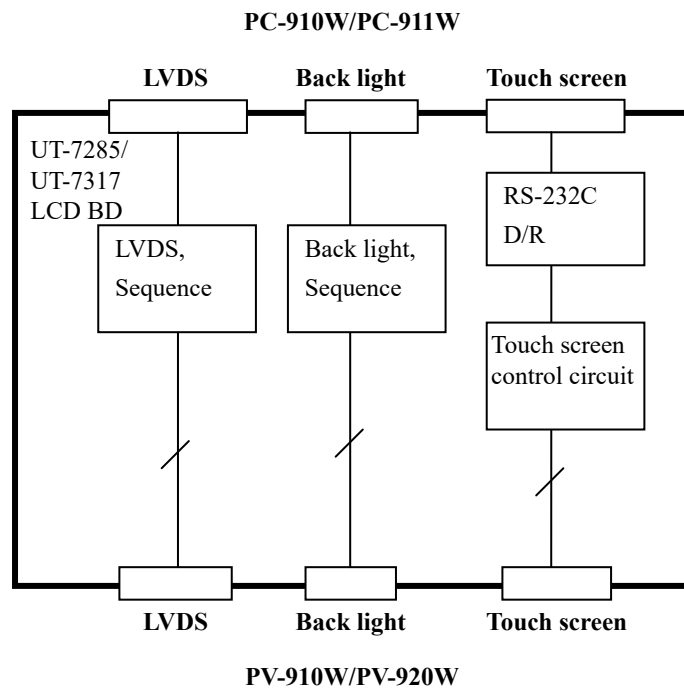 PC-910W/PC-911W
LVDS
Back light
Touch screen
UT-7285/
UT-7317
LCD BD
LVDS,
Sequence
Back light,
Sequence
RS-232C
D/R
Touch screen
control circuit
LVDS
Back light
Touch screen
PV-910W/PV-920W